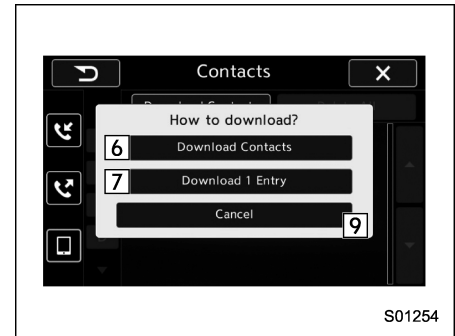 Contacts
How to download?
6 Download Contacts
7 Download 1 Entry
Cancel
9
S01254